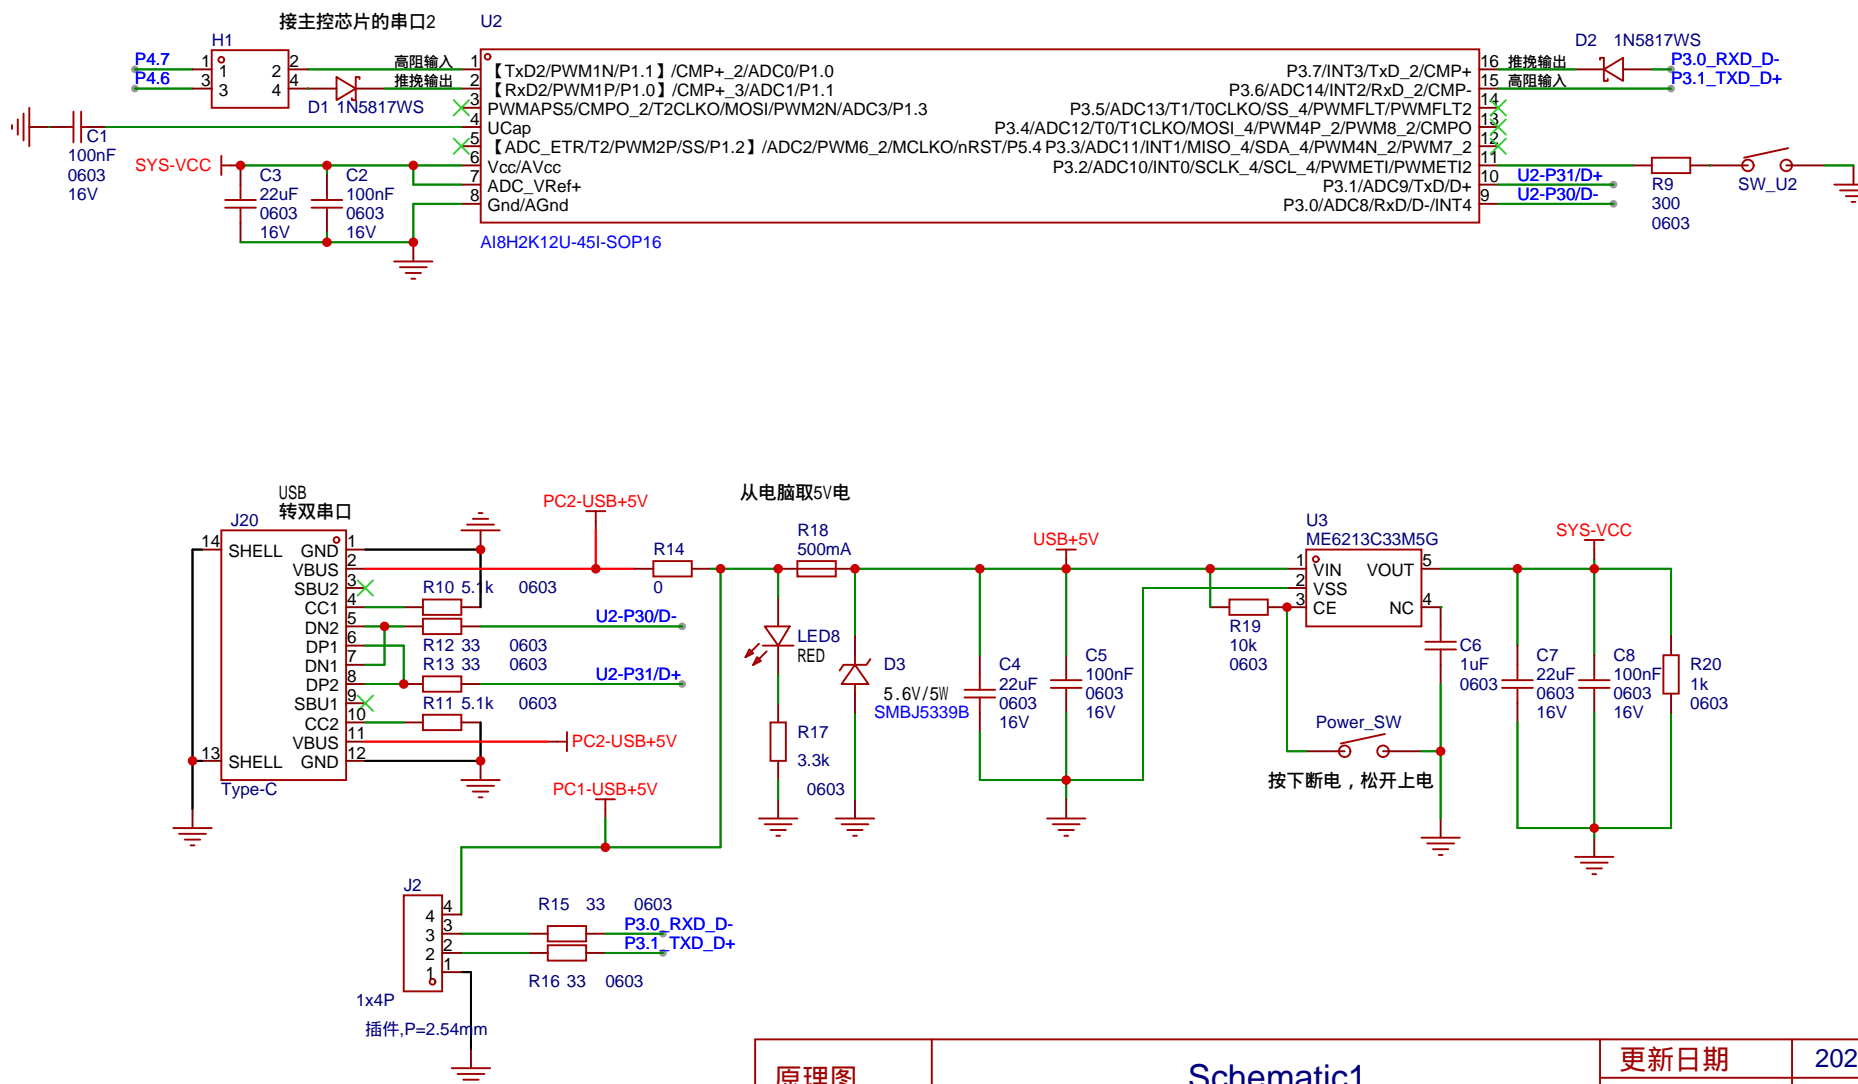 接主控芯片的串口2
U2
H1
P4.7
P4.6
1
3
1
3
2
4
2
4
高阻输入
推挽输出
D1 1N5817WS
C1
100nF
0603
16V
SYS-VCC
C3
22uF
0603
16V
C2
100nF
0603
16V
1 【TxD2/PWM1N/P1.1】/CMP+_2/ADC0/P1.0
2 【RxD2/PWM1P/P1.0】/CMP+_3/ADC1/P1.1
3 PWMAPS5/CMPO_2/T2CLKO/MOSI/PWM2N/ADC3/P1.3
4 UCap
5 【ADC_ETR/T2/PWM2P/SS/P1.2】/ADC2/PWM6_2/MCLKO/nRST/P5.4
6 Vcc/AVcc
7 ADC_VRef+
8 Gnd/AGnd
P3.7/INT3/TxD_2/CMP+ 16
P3.6/ADC14/INT2/RxD_2/CMP- 15
P3.5/ADC13/T1/T0CLKO/SS_4/PWMFLT/PWMFLT2 14
P3.4/ADC12/T0/T1CLKO/MOSI_4/PWM4P_2/PWM8_2/CMPO 13
P3.3/ADC11/INT1/MISO_4/SDA_4/PWM4N_2/PWM7_2 12
P3.2/ADC10/INT0/SCLK_4/SCL_4/PWMETI/PWMETI2 11
P3.1/ADC9/TxD/D+ 10
P3.0/ADC8/RxD/D-/INT4 9
AI8H2K12U-45I-SOP16
推挽输出
高阻输入
D2 1N5817WS
P3.0_RXD_D-
P3.1_TXD_D+
U2-P31/D+
U2-P30/D-
R9
300
0603
SW_U2
USB
转双串口
J20
14 SHELL
13 SHELL
GND 1
VBUS 2
SBU2 3
CC1 4
DN2 5
DP1 6
DN1 7
DP2 8
SBU1 9
CC2 10
VBUS 11
GND 12
Type-C
R10 5.1k 0603
R12 33 0603
R13 33 0603
R11 5.1k 0603
U2-P30/D-
U2-P31/D+
PC2-USB+5V
PC2-USB+5V
PC1-USB+5V
R14
0
从电脑取5V电
R18
500mA
LED8
RED
R17
3.3k
0603
D3
5.6V/5W
SMBJ5339B
USB+5V
C4
22uF
0603
16V
C5
100nF
0603
16V
R19
10k
0603
U3
ME6213C33M5G
1 VIN
2 VSS
3 CE
VOUT 5
NC 4
C6
1uF
0603
Power_SW
按下断电，松开上电
SYS-VCC
C7
22uF
0603
16V
C8
100nF
0603
16V
R20
1k
0603
J2
4 4
3 3
2 2
1 1
1x4P
插件,P=2.54mm
R15 33 0603
P3.0_RXD_D-
P3.1_TXD_D+
R16 33 0603
原理图
Schematic1
更新日期
202